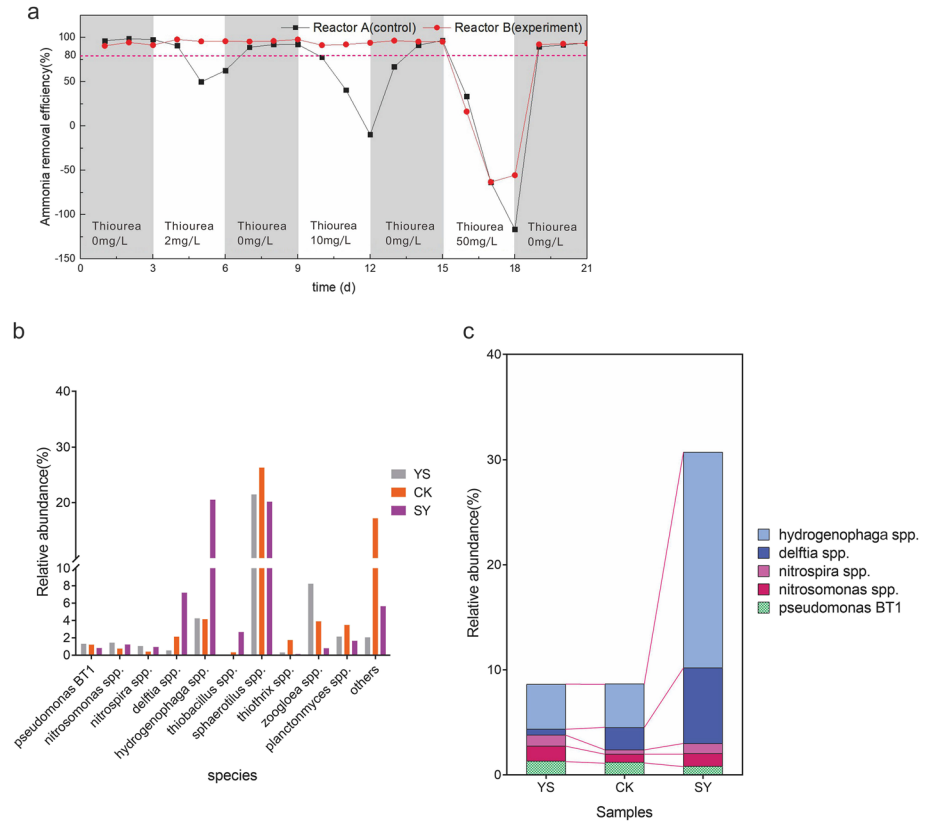 a
Reactor A(control) Reactor B(experiment)
Ammonia removal efficiency(%)
100
80
50
0
-50
-100
-150
Thiourea
0mg/L
Thiourea
2mg/L
Thiourea
0mg/L
Thiourea
10mg/L
Thiourea
0mg/L
Thiourea
50mg/L
Thiourea
0mg/L
0 3 6 9 12 15 18 21
time (d)
b
Relative abundance(%)
40
30
20
10
8
6
4
2
0
YS
CK
SY
pseudomonas BT1
nitrosomonas spp.
nitrospira spp.
delftia spp.
hydrogenophaga spp.
thiobacillus spp.
sphaerotilus spp.
thiothrix spp.
zoogloea spp.
planctonmyces spp.
others
species
c
Relative abundance(%)
40
30
20
10
0
YS CK SY
Samples
hydrogenophaga spp.
delftia spp.
nitrospira spp.
nitrosomonas spp.
pseudomonas BT1